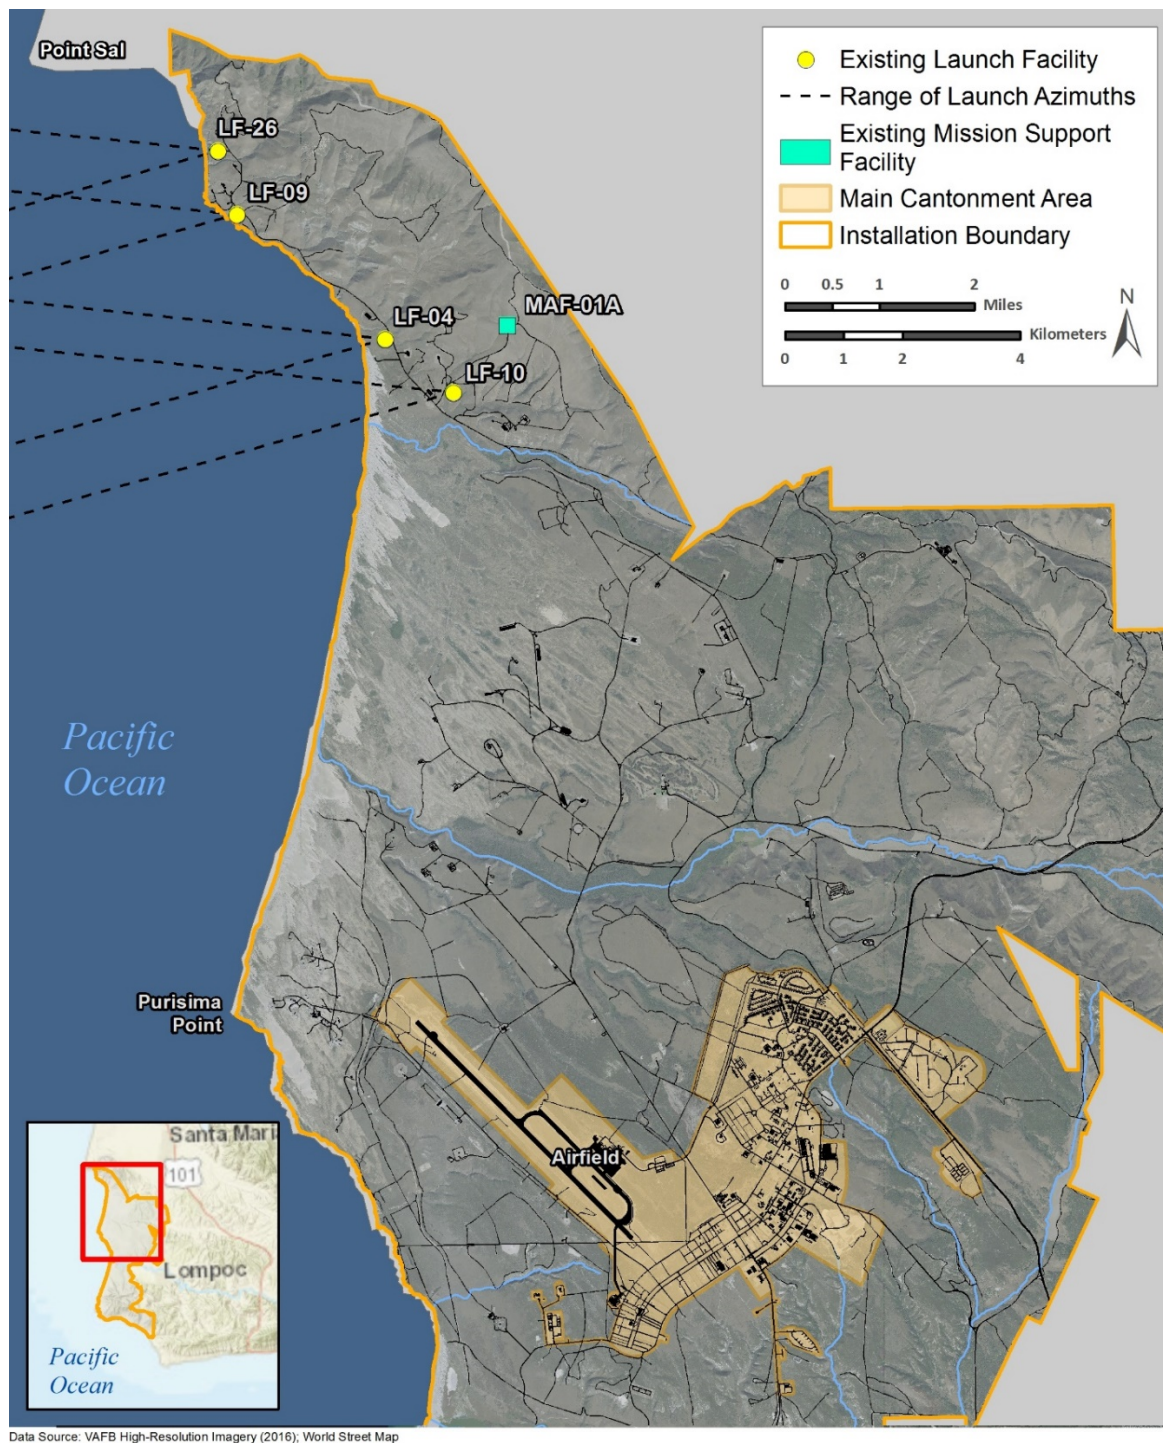 Point Sal
LF-26
LF-09
LF-04
MAF-01A
LF-10
Existing Launch Facility
Range of Launch Azimuths
Existing Mission Support
Facility
Main Cantonment Area
Installation Boundary
0 0.5 1 2
Miles
Kilometers
0 1 2 4
N
Pacific
Ocean
Purisima
Point
Airfield
Santa Mari
101
Lompoc
Pacific
Ocean
Data Source: VAFB High-Resolution Imagery (2016); World Street Map